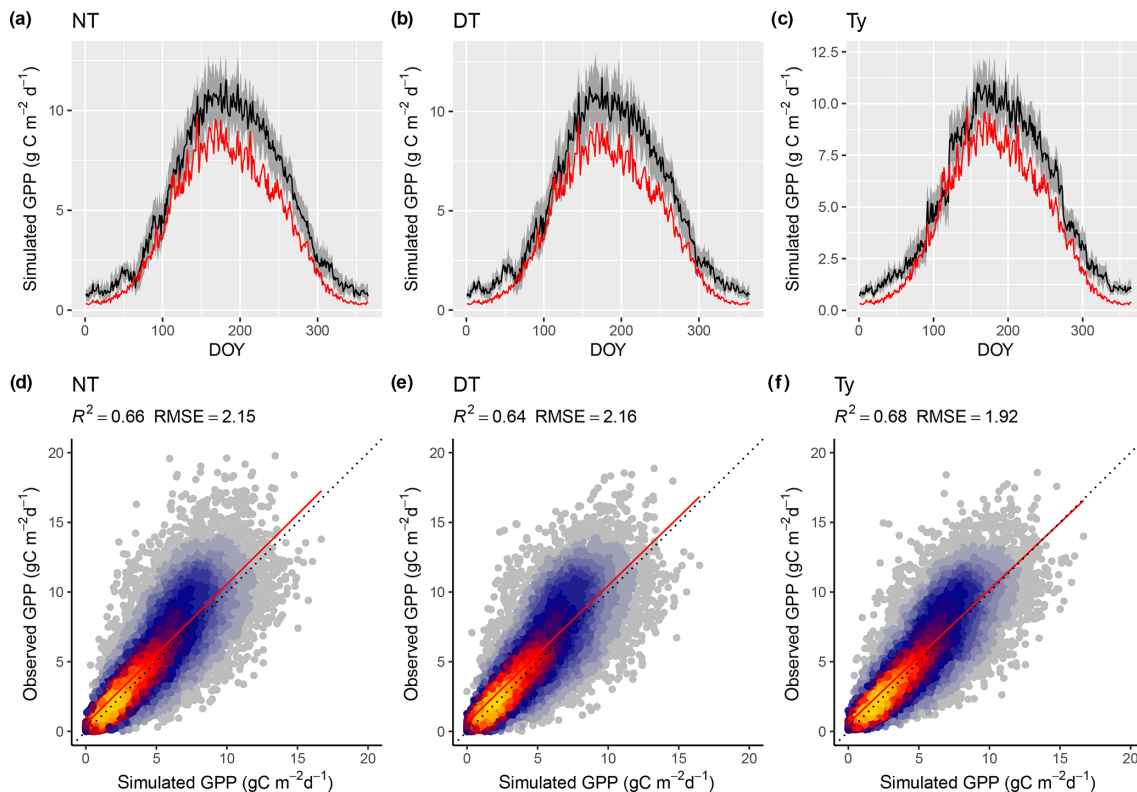 (a) NT (b) DT (c) Ty
Simulated GPP (g C m⁻² d⁻¹)
10
5
0
0 100 200 300
DOY
Simulated GPP (g C m⁻² d⁻¹)
10
5
0
0 100 200 300
DOY
Simulated GPP (g C m⁻² d⁻¹)
12.5
10.0
7.5
5.0
2.5
0.0
0 100 200 300
DOY
(d) NT (e) DT (f) Ty
R² = 0.66 RMSE = 2.15
Observed GPP (gC m⁻²d⁻¹)
20
15
10
5
0
0 5 10 15 20
Simulated GPP (gC m⁻²d⁻¹)
R² = 0.64 RMSE = 2.16
Observed GPP (gC m⁻²d⁻¹)
20
15
10
5
0
0 5 10 15 20
Simulated GPP (gC m⁻²d⁻¹)
R² = 0.68 RMSE = 1.92
Observed GPP (gC m⁻²d⁻¹)
20
15
10
5
0
0 5 10 15 20
Simulated GPP (gC m⁻²d⁻¹)